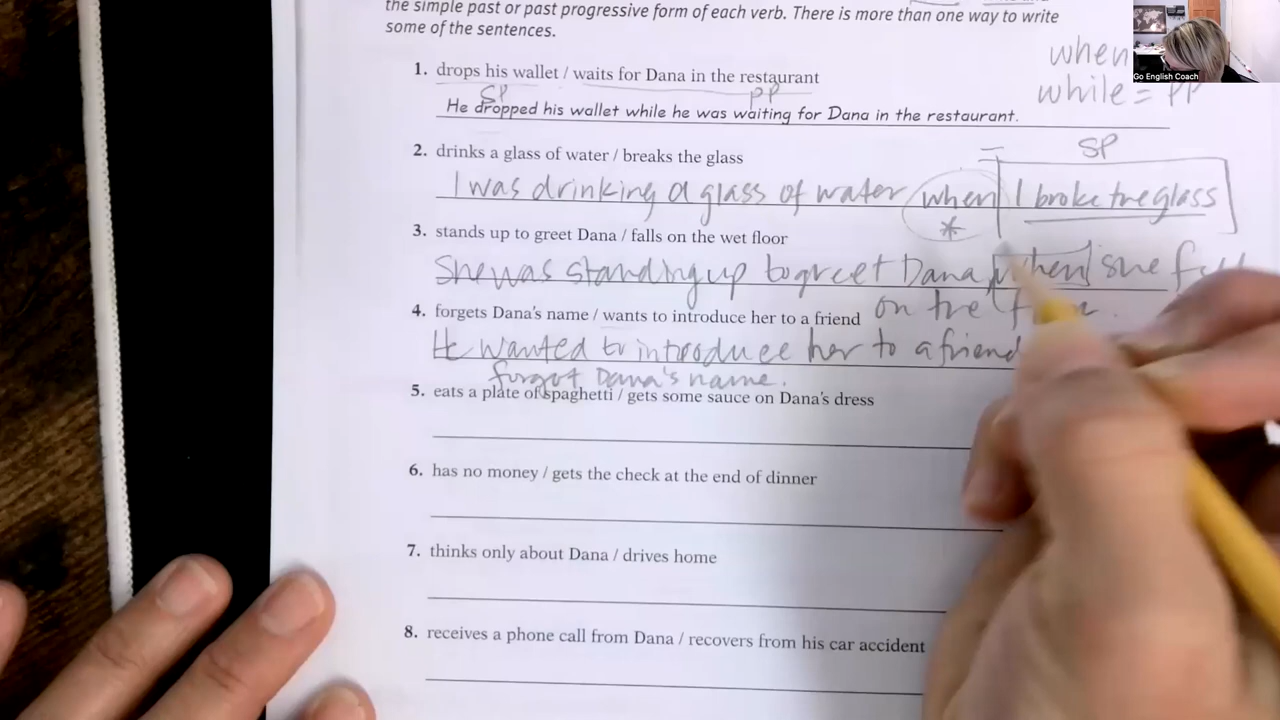 the simple past or past progressive form of each verb. There is more than one way to write
some of the sentences.
when
Go English Coach
while = PP
1. drops his wallet / waits for Dana in the restaurant
SP PP
He dropped his wallet while he was waiting for Dana in the restaurant.
SP
2. drinks a glass of water / breaks the glass
I was drinking a glass of water when I broke the glass
*
3. stands up to greet Dana / falls on the wet floor
She was standing up to greet Dana, when she
on the
4. forgets Dana's name / wants to introduce her to a friend
He wanted to introduce her to a friend
forgot Dana's name.
5. eats a plate of spaghetti / gets some sauce on Dana's dress
6. has no money / gets the check at the end of dinner
7. thinks only about Dana / drives home
8. receives a phone call from Dana / recovers from his car accident